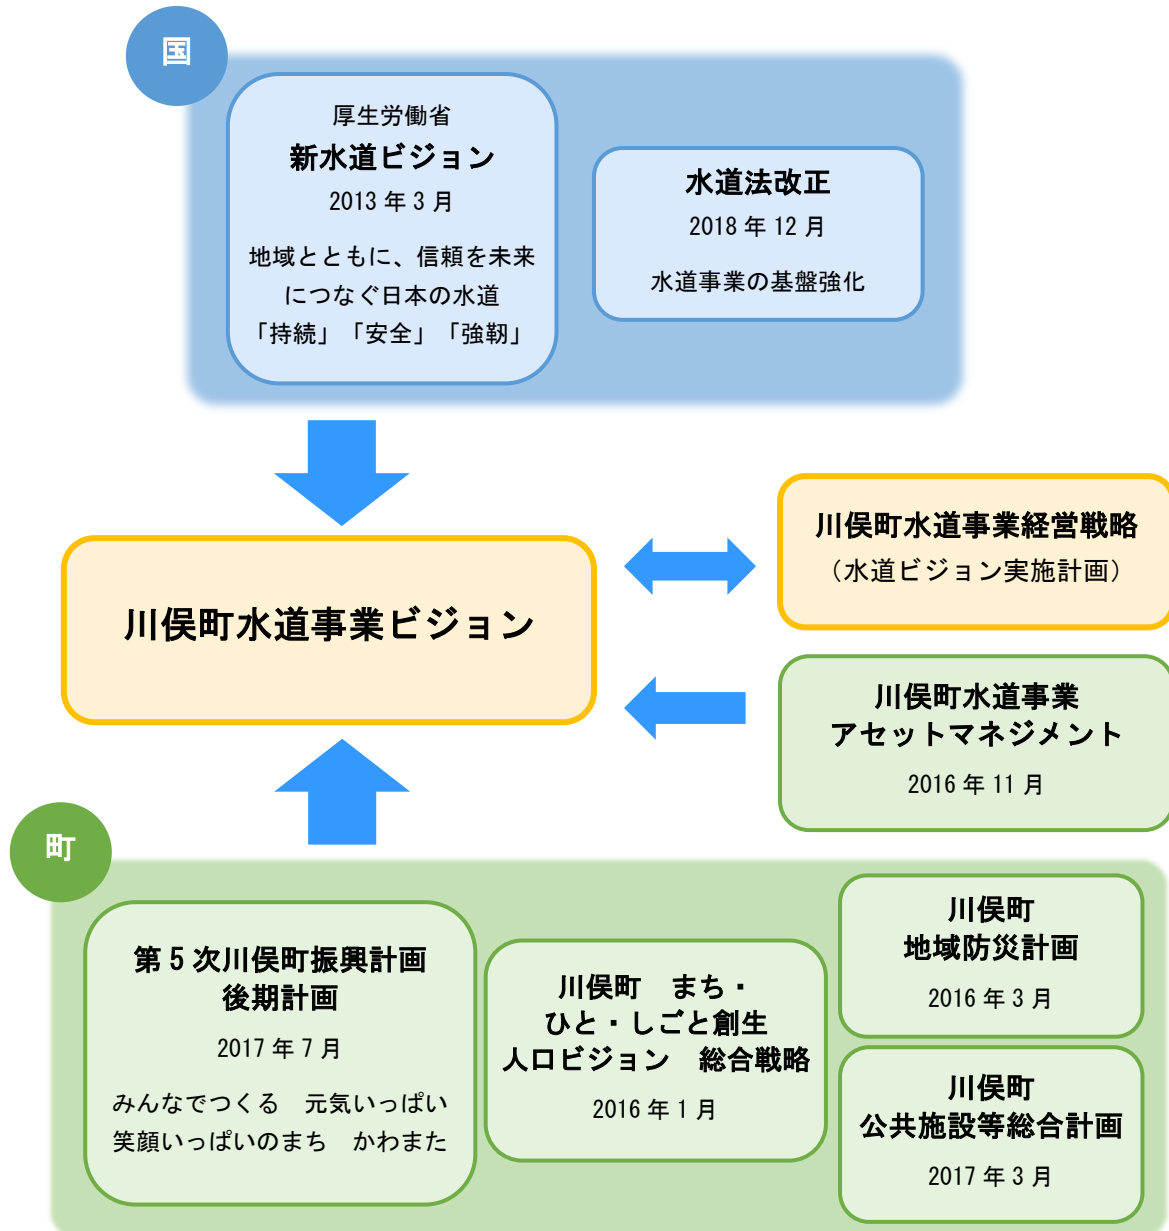 国
厚生労働省
新水道ビジョン
2013 年 3 月
地域とともに、信頼を未来
につなぐ日本の水道
「持続」「安全」「強靭」
水道法改正
2018 年 12 月
水道事業の基盤強化
川俣町水道事業ビジョン
川俣町水道事業経営戦略
（水道ビジョン実施計画）
川俣町水道事業
アセットマネジメント
2016 年 11 月
町
第 5 次川俣町振興計画
後期計画
2017 年 7 月
みんなでつくる　元気いっぱい
笑顔いっぱいのまち　かわまた
川俣町　まち・
ひと・しごと創生
人口ビジョン　総合戦略
2016 年 1 月
川俣町
地域防災計画
2016 年 3 月
川俣町
公共施設等総合計画
2017 年 3 月